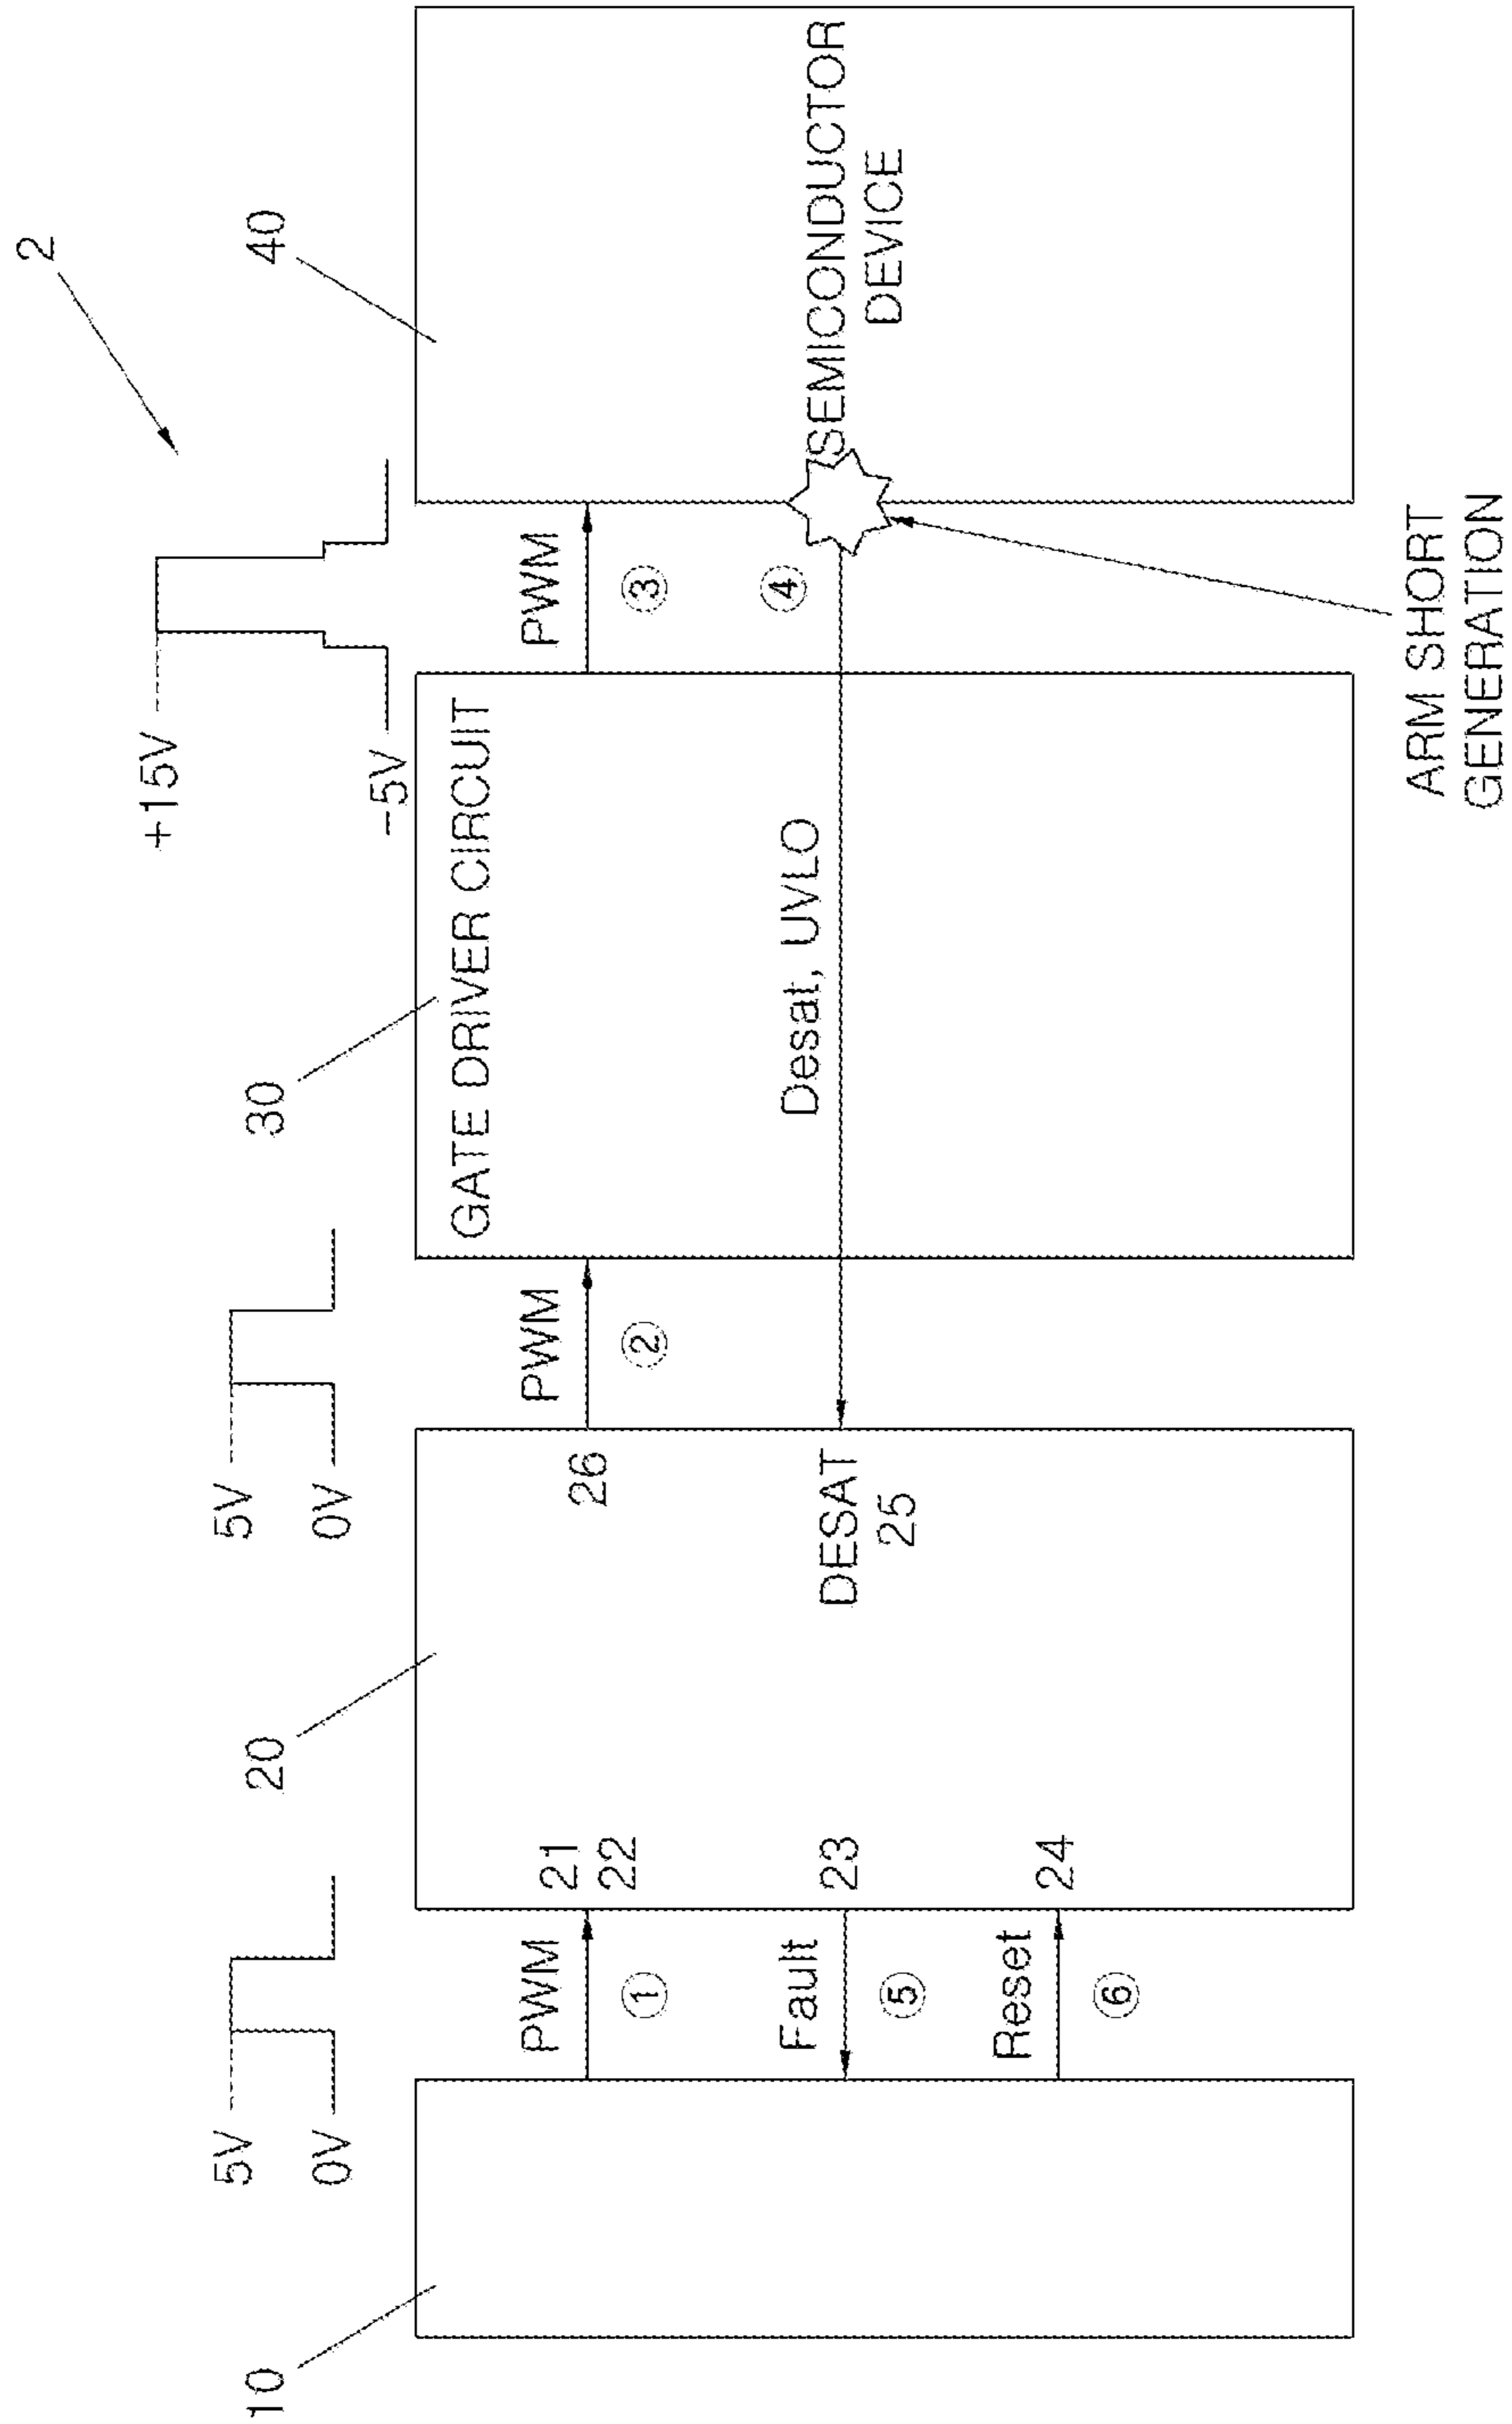 2
10
20
30
40
5V
0V
5V
0V
+15V
-5V
PWM
①
21
22
Fault
⑤
23
Reset
⑥
24
26
DESAT
25
PWM
②
GATE DRIVER CIRCUIT
Desat, UVLO
PWM
③
④
SEMICONDUCTOR
DEVICE
ARM SHORT
GENERATION